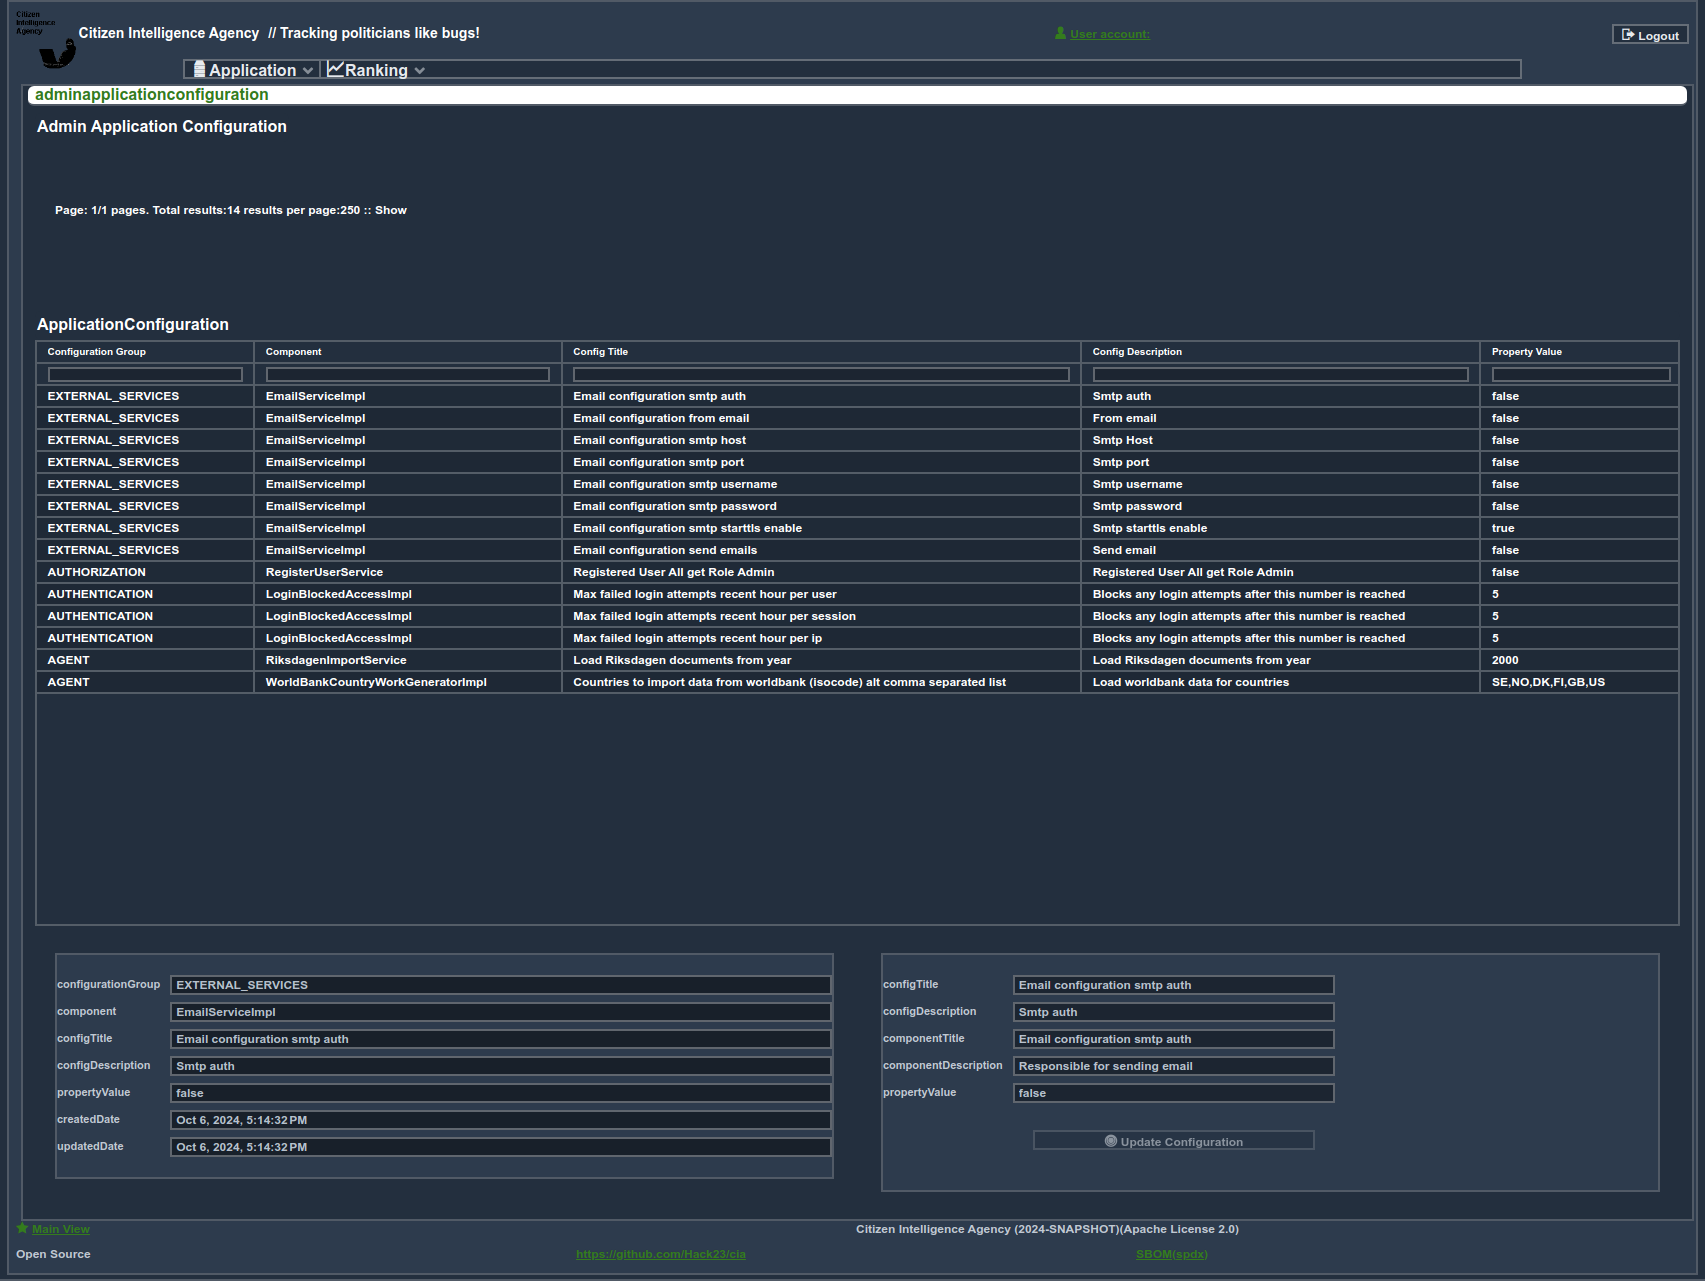 Citizen
Intelligence
Agency
Citizen Intelligence Agency // Tracking politicians like bugs!
User account:
Logout
Application
Ranking
adminapplicationconfiguration
Admin Application Configuration
Page: 1/1 pages. Total results:14 results per page:250 :: Show
ApplicationConfiguration
Configuration Group Component Config Title Config Description Property Value
EXTERNAL_SERVICES EmailServiceImpl Email configuration smtp auth Smtp auth false
EXTERNAL_SERVICES EmailServiceImpl Email configuration from email From email false
EXTERNAL_SERVICES EmailServiceImpl Email configuration smtp host Smtp Host false
EXTERNAL_SERVICES EmailServiceImpl Email configuration smtp port Smtp port false
EXTERNAL_SERVICES EmailServiceImpl Email configuration smtp username Smtp username false
EXTERNAL_SERVICES EmailServiceImpl Email configuration smtp password Smtp password false
EXTERNAL_SERVICES EmailServiceImpl Email configuration smtp starttls enable Smtp starttls enable true
EXTERNAL_SERVICES EmailServiceImpl Email configuration send emails Send email false
AUTHORIZATION RegisterUserService Registered User All get Role Admin Registered User All get Role Admin false
AUTHENTICATION LoginBlockedAccessImpl Max failed login attempts recent hour per user Blocks any login attempts after this number is reached 5
AUTHENTICATION LoginBlockedAccessImpl Max failed login attempts recent hour per session Blocks any login attempts after this number is reached 5
AUTHENTICATION LoginBlockedAccessImpl Max failed login attempts recent hour per ip Blocks any login attempts after this number is reached 5
AGENT RiksdagenImportService Load Riksdagen documents from year Load Riksdagen documents from year 2000
AGENT WorldBankCountryWorkGeneratorImpl Countries to import data from worldbank (isocode) alt comma separated list Load worldbank data for countries SE,NO,DK,FI,GB,US
configurationGroup EXTERNAL_SERVICES
component EmailServiceImpl
configTitle Email configuration smtp auth
configDescription Smtp auth
propertyValue false
createdDate Oct 6, 2024, 5:14:32 PM
updatedDate Oct 6, 2024, 5:14:32 PM
configTitle Email configuration smtp auth
configDescription Smtp auth
componentTitle Email configuration smtp auth
componentDescription Responsible for sending email
propertyValue false
Update Configuration
Main View
Citizen Intelligence Agency (2024-SNAPSHOT)(Apache License 2.0)
Open Source
https://github.com/Hack23/cia
SBOM(spdx)